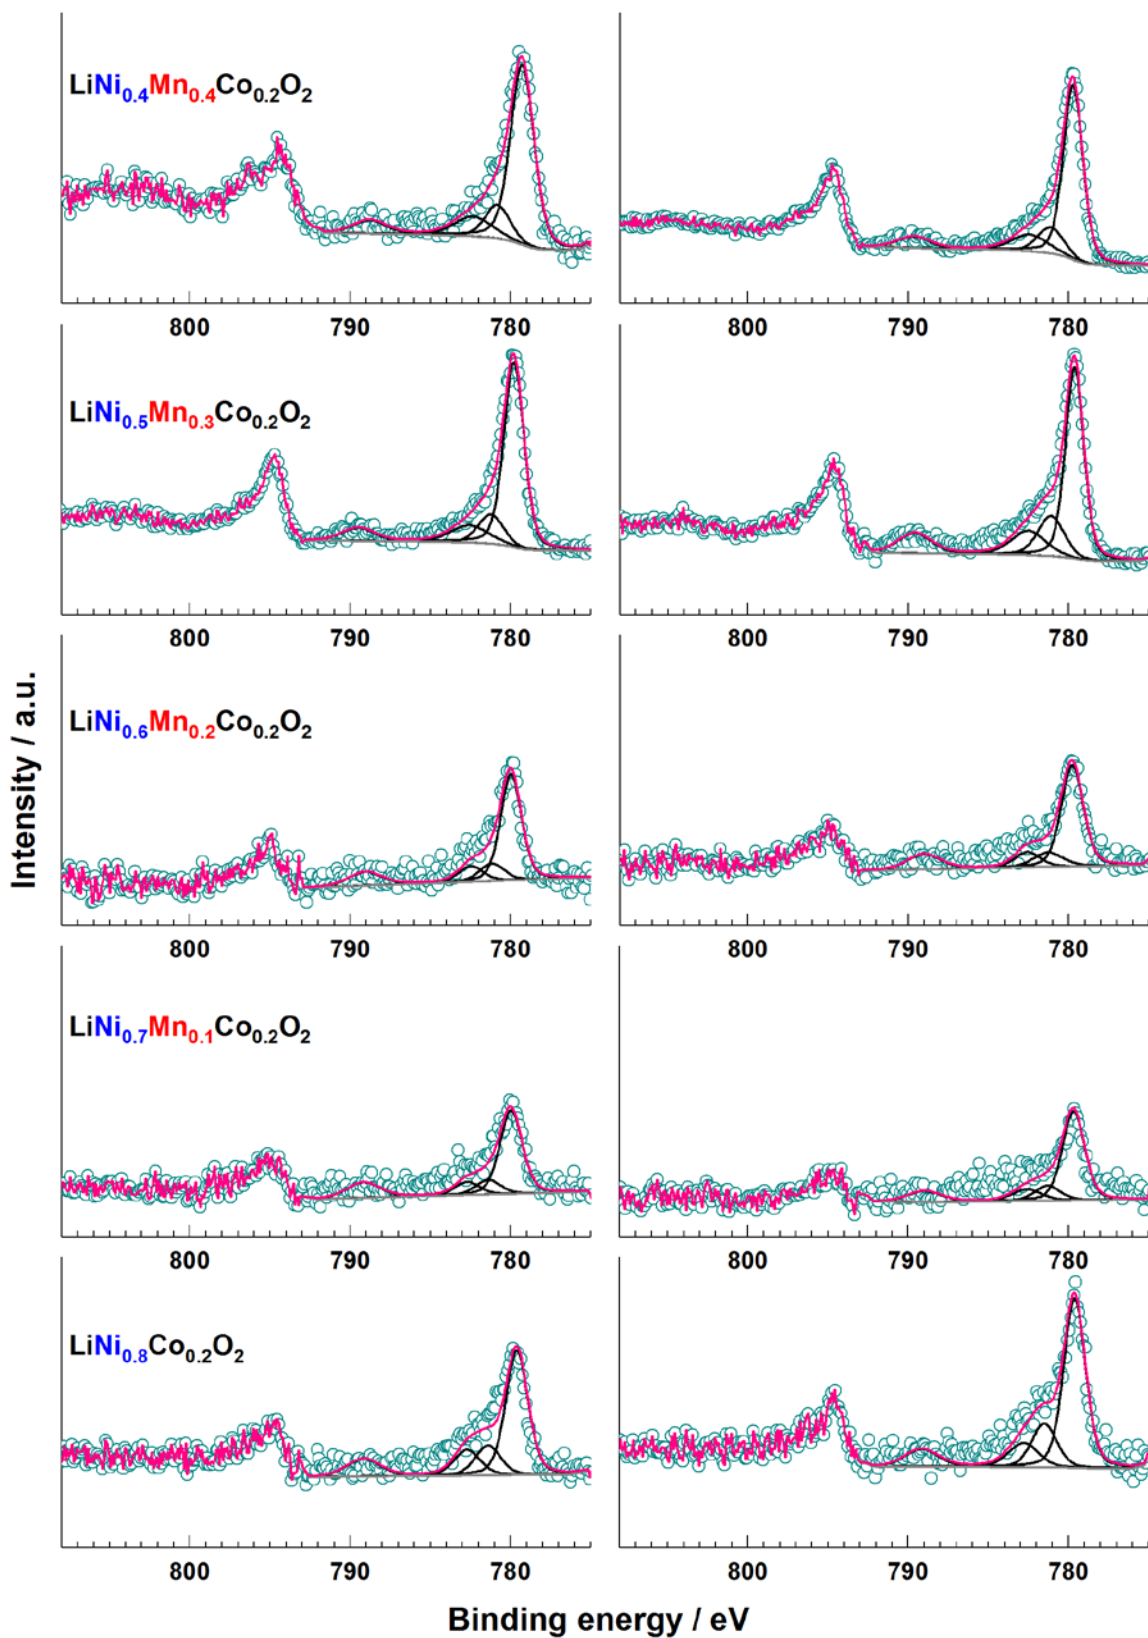 LiNi0.4Mn0.4Co0.2O2
800 790 780 800 790 780
LiNi0.5Mn0.3Co0.2O2
800 790 780 800 790 780
LiNi0.6Mn0.2Co0.2O2
800 790 780 800 790 780
LiNi0.7Mn0.1Co0.2O2
800 790 780 800 790 780
LiNi0.8Co0.2O2
800 790 780 800 790 780
Intensity / a.u.
Binding energy / eV